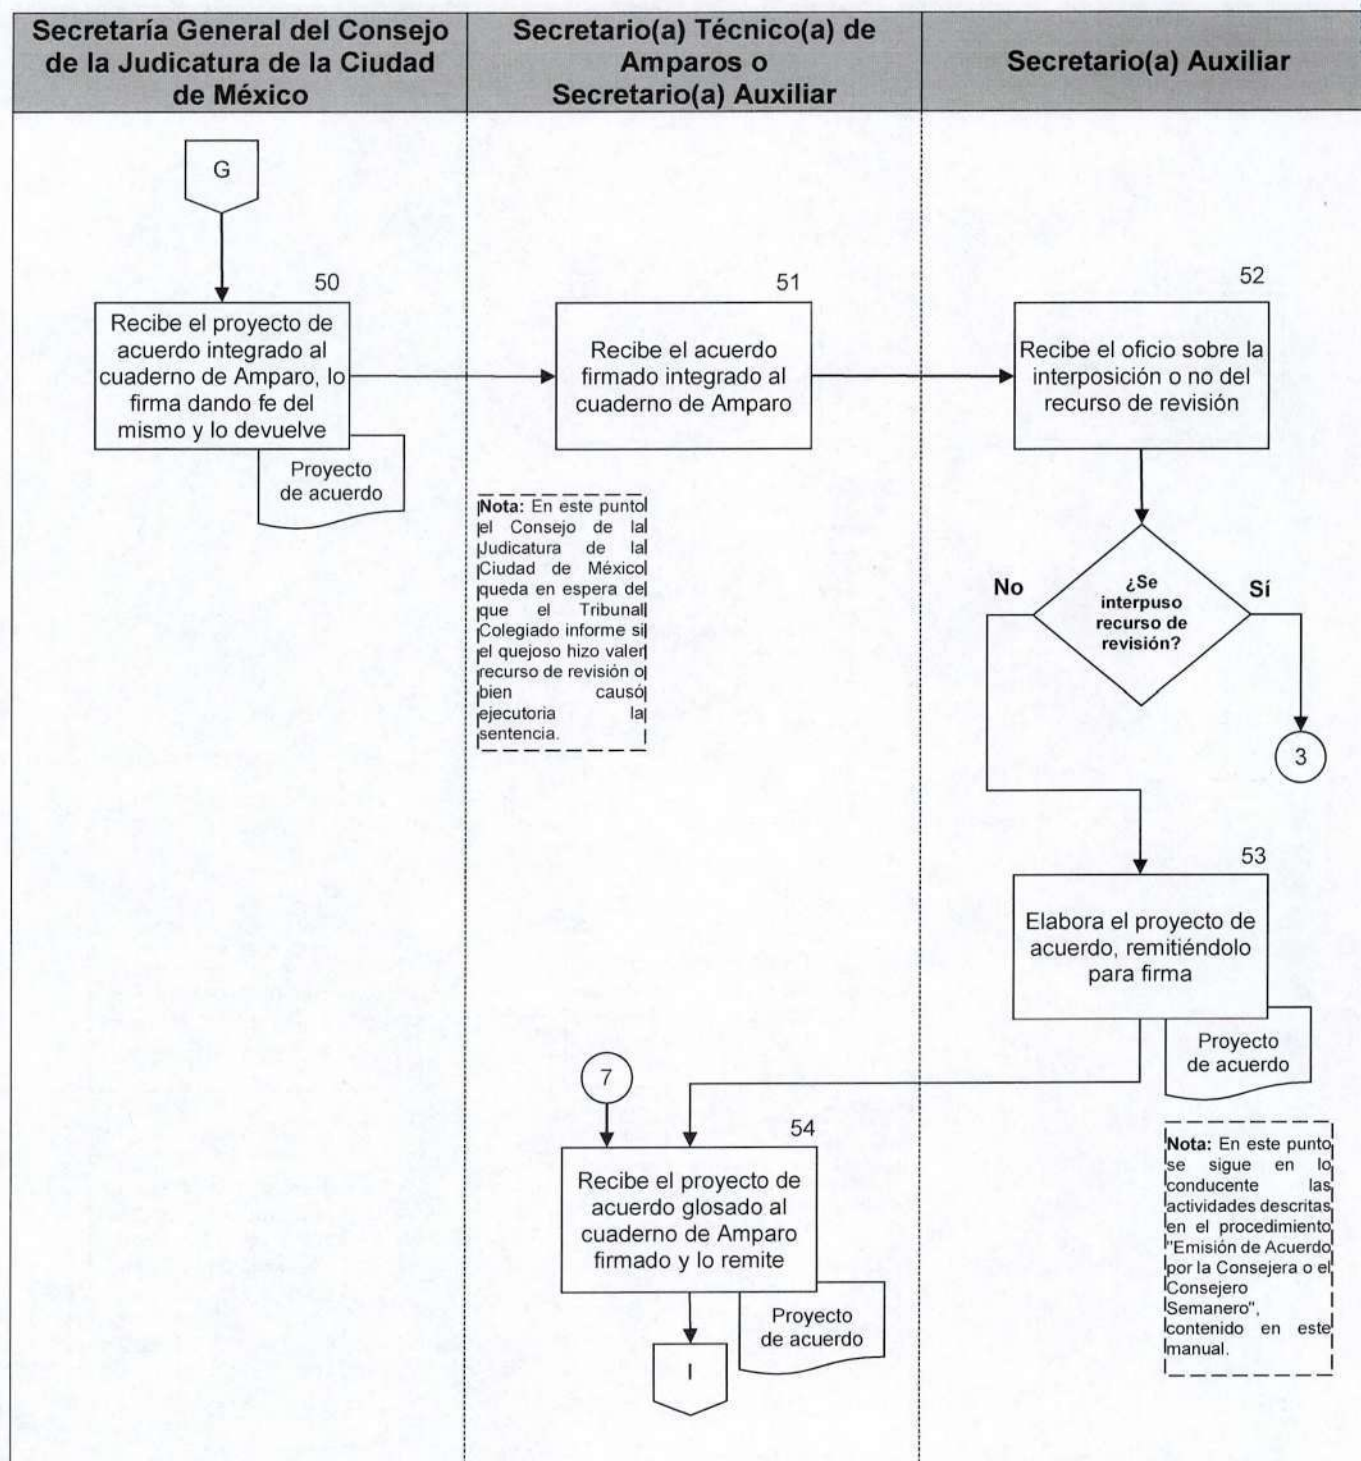 Secretaría General del Consejo
de la Judicatura de la Ciudad
de México
Secretario(a) Técnico(a) de
Amparos o
Secretario(a) Auxiliar
Secretario(a) Auxiliar
G
50
Recibe el proyecto de
acuerdo integrado al
cuaderno de Amparo, lo
firma dando fe del
mismo y lo devuelve
Proyecto
de acuerdo
51
Recibe el acuerdo
firmado integrado al
cuaderno de Amparo
Nota: En este punto
el Consejo de la
Judicatura de la
Ciudad de México
queda en espera de
que el Tribunal
Colegiado informe si
el quejoso hizo valer
recurso de revisión o
bien causó
ejecutoria la
sentencia.
52
Recibe el oficio sobre la
interposición o no del
recurso de revisión
No
¿Se
interpuso
recurso de
revisión?
Sí
3
53
Elabora el proyecto de
acuerdo, remitiéndolo
para firma
Proyecto
de acuerdo
Nota: En este punto
se sigue en lo
conducente las
actividades descritas
en el procedimiento
"Emisión de Acuerdo
por la Consejera o el
Consejero
Semanero",
contenido en este
manual.
7
54
Recibe el proyecto de
acuerdo glosado al
cuaderno de Amparo
firmado y lo remite
Proyecto
de acuerdo
I